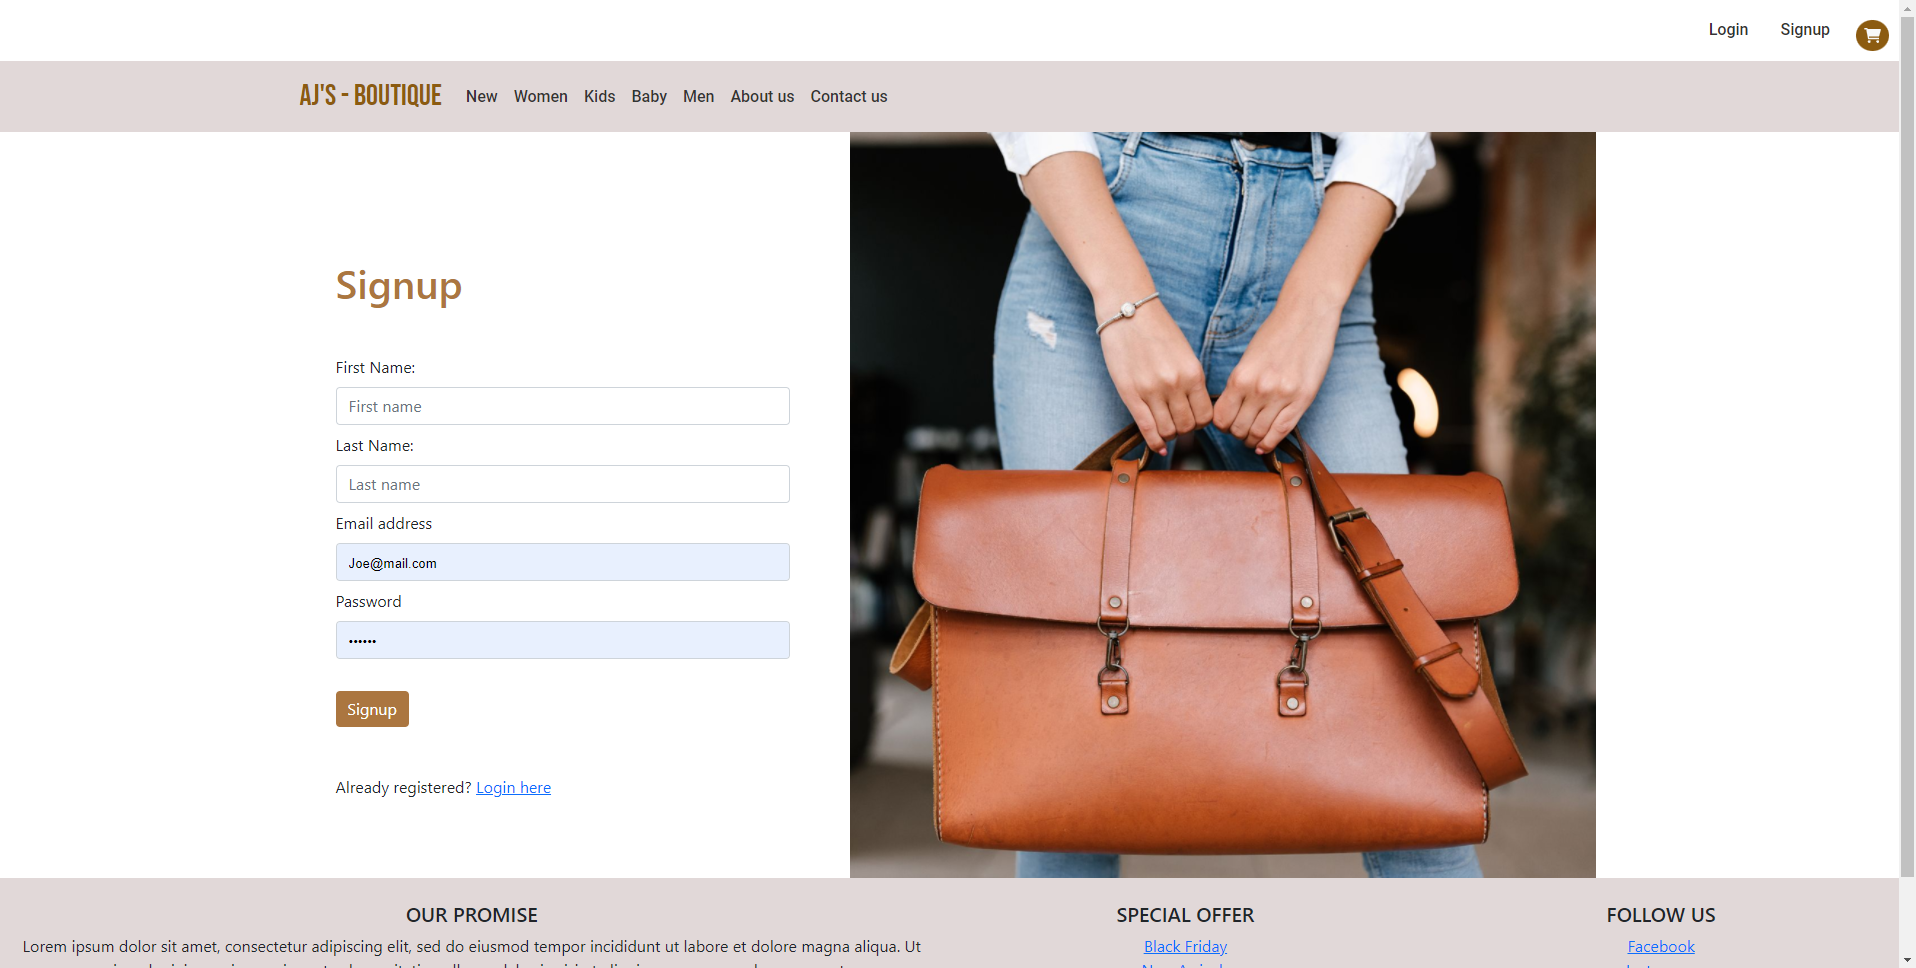 Login Signup
AJ'S - BOUTIQUE New Women Kids Baby Men About us Contact us
Signup
First Name:
First name
Last Name:
Last name
Email address
Joe@mail.com
Password
••••••
Signup
Already registered? Login here
OUR PROMISE
Lorem ipsum dolor sit amet, consectetur adipiscing elit, sed do eiusmod tempor incididunt ut labore et dolore magna aliqua. Ut
SPECIAL OFFER
Black Friday
FOLLOW US
Facebook